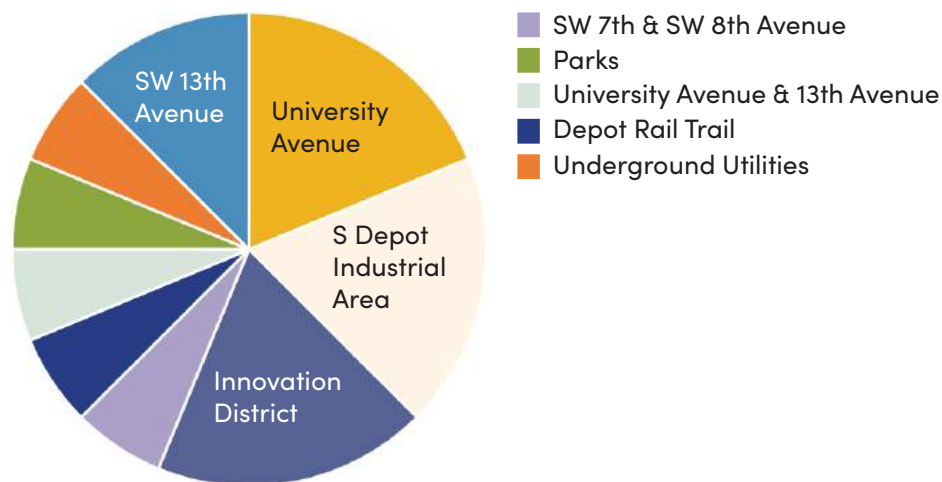 SW 13th
Avenue
University
Avenue
S Depot
Industrial
Area
Innovation
District
SW 7th & SW 8th Avenue
Parks
University Avenue & 13th Avenue
Depot Rail Trail
Underground Utilities